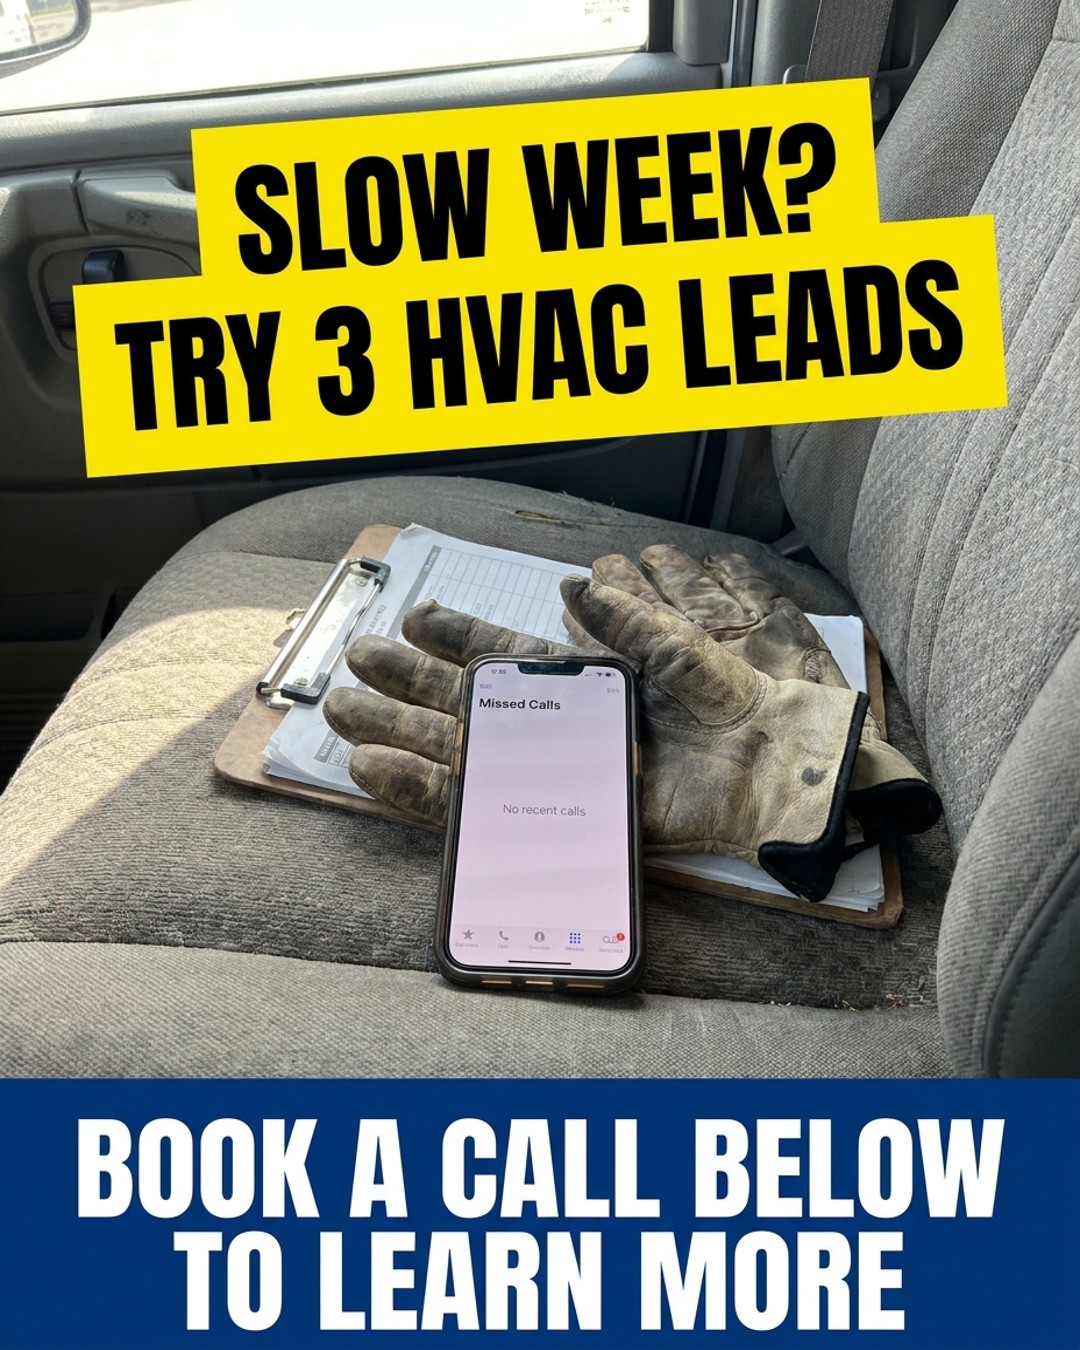 SLOW WEEK?
TRY 3 HVAC LEADS
Missed Calls
No recent calls
BOOK A CALL BELOW
TO LEARN MORE